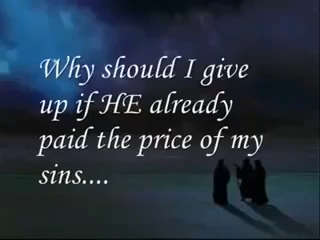 Why should I give
up if HE already
paid the price of my
sins....